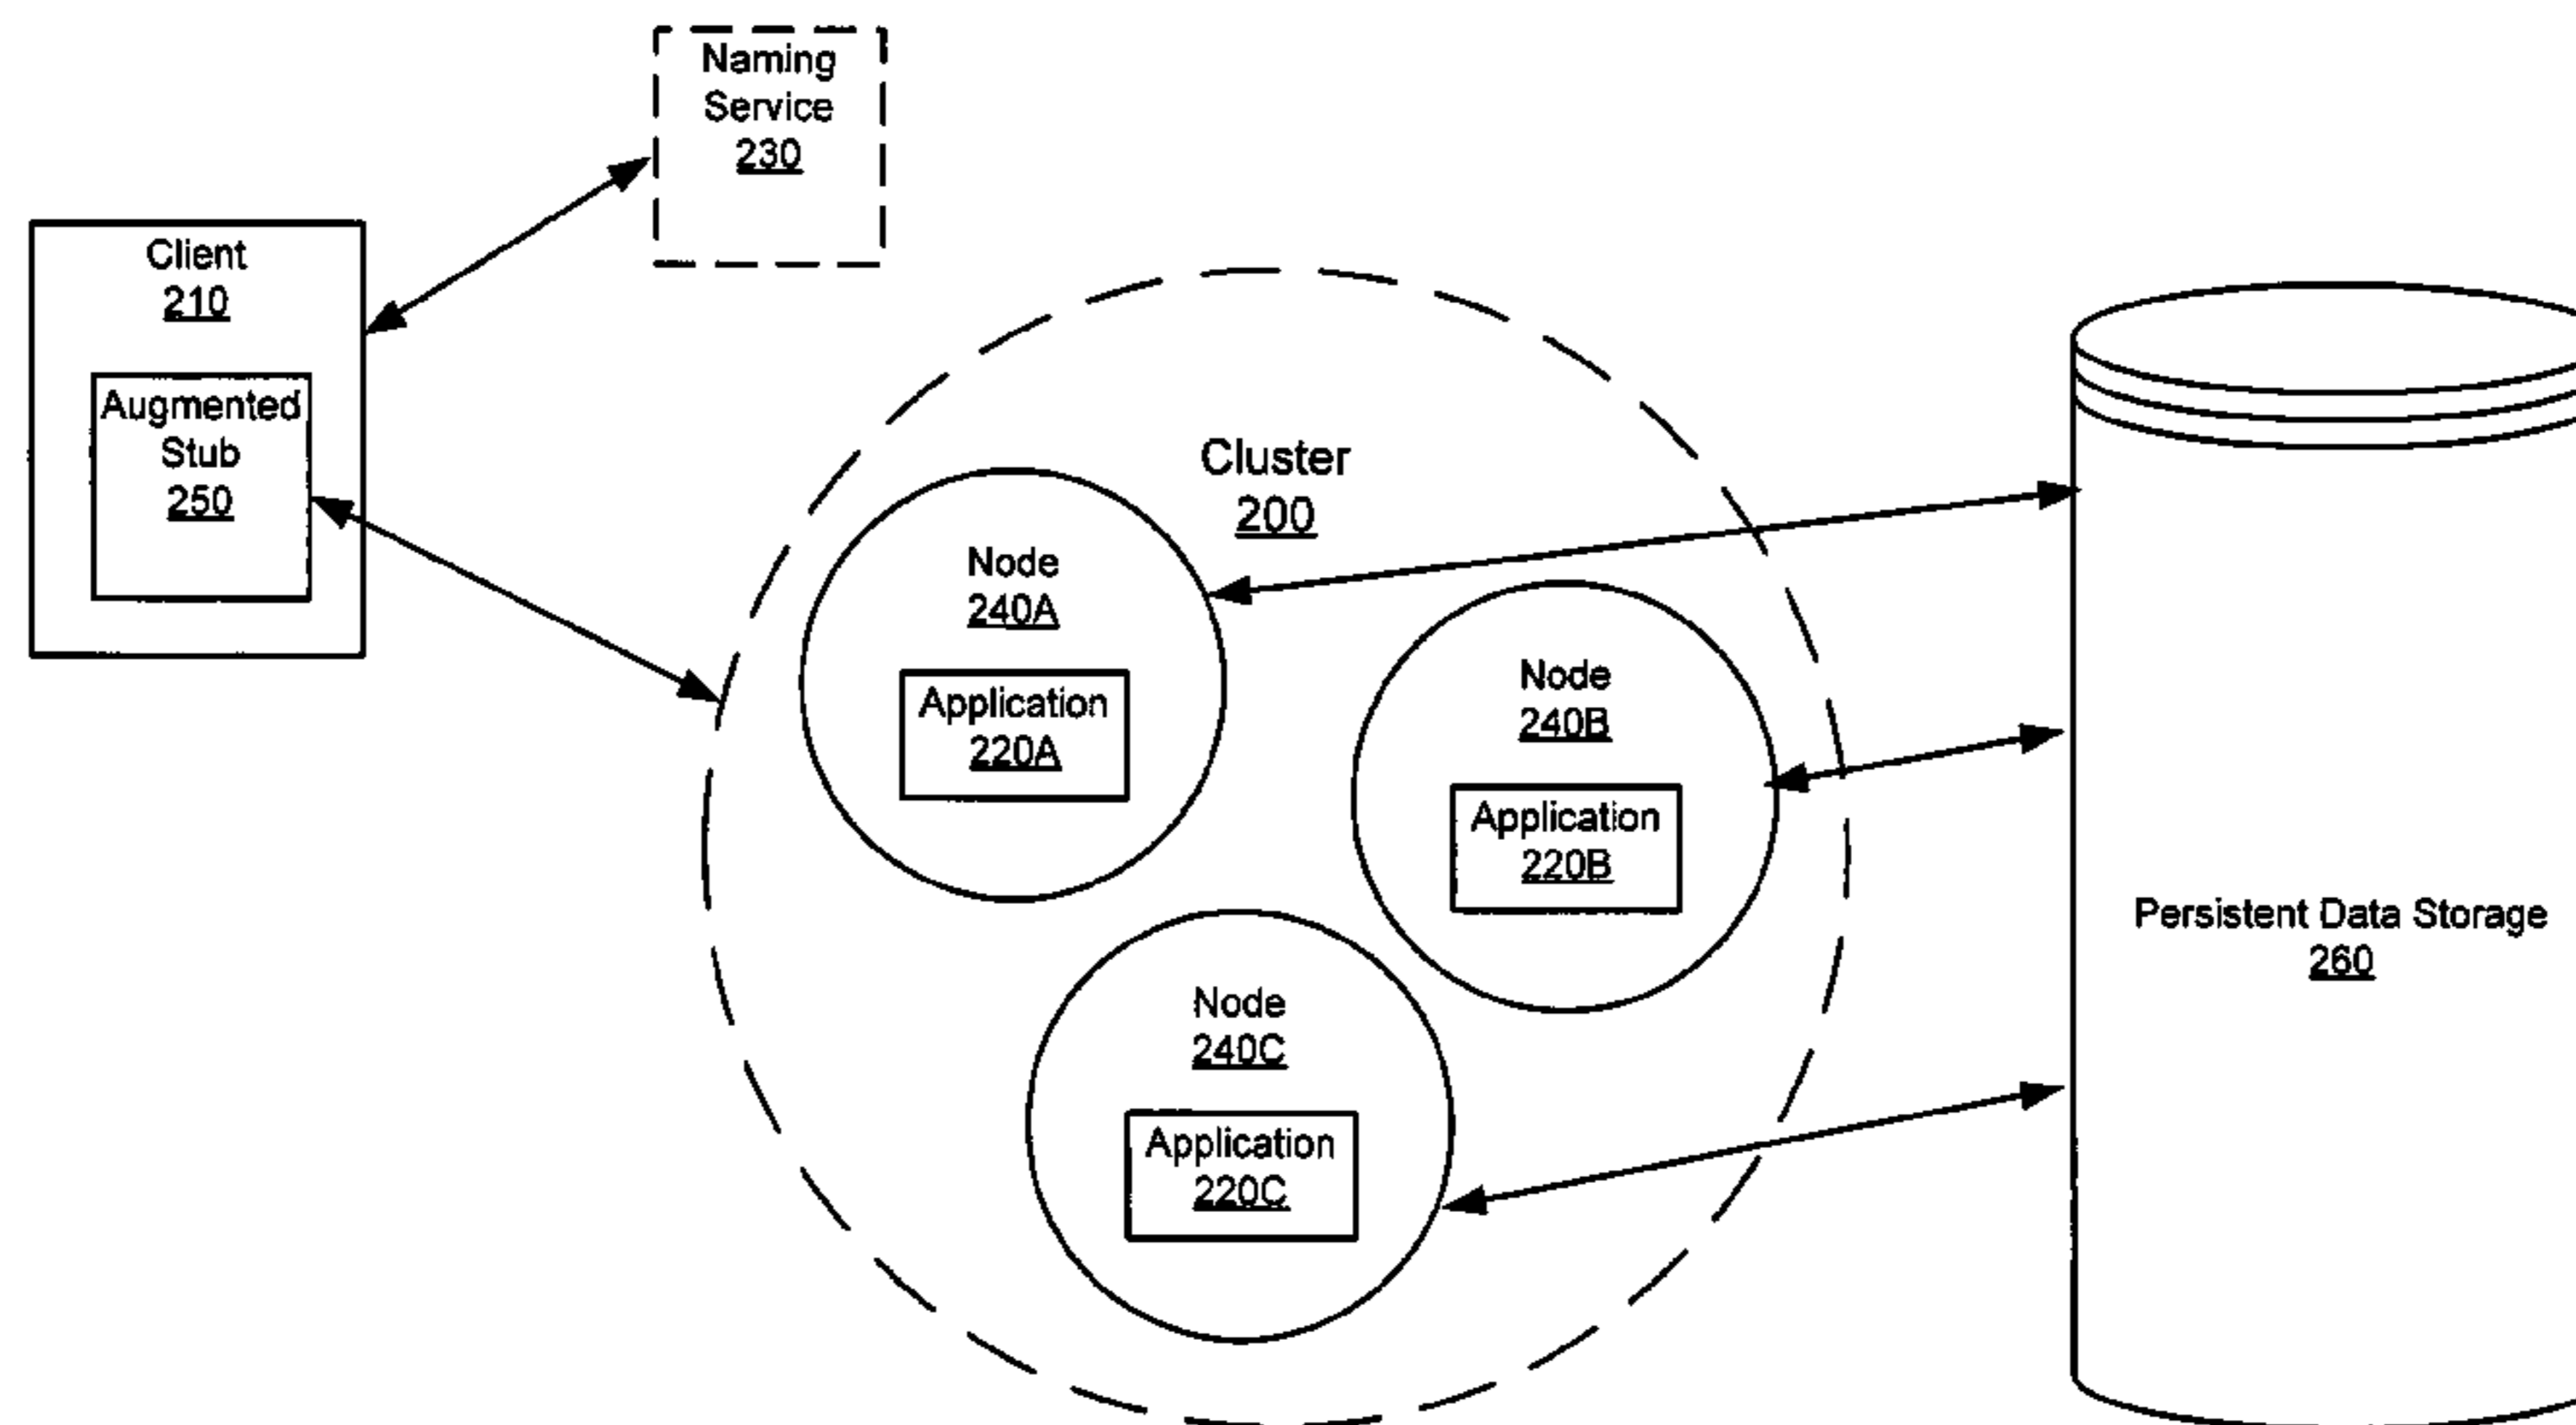 Naming
Service
230
Client
210
Augmented
Stub
250
Cluster
200
Node
240A
Application
220A
Node
240B
Application
220B
Node
240C
Application
220C
Persistent Data Storage
260